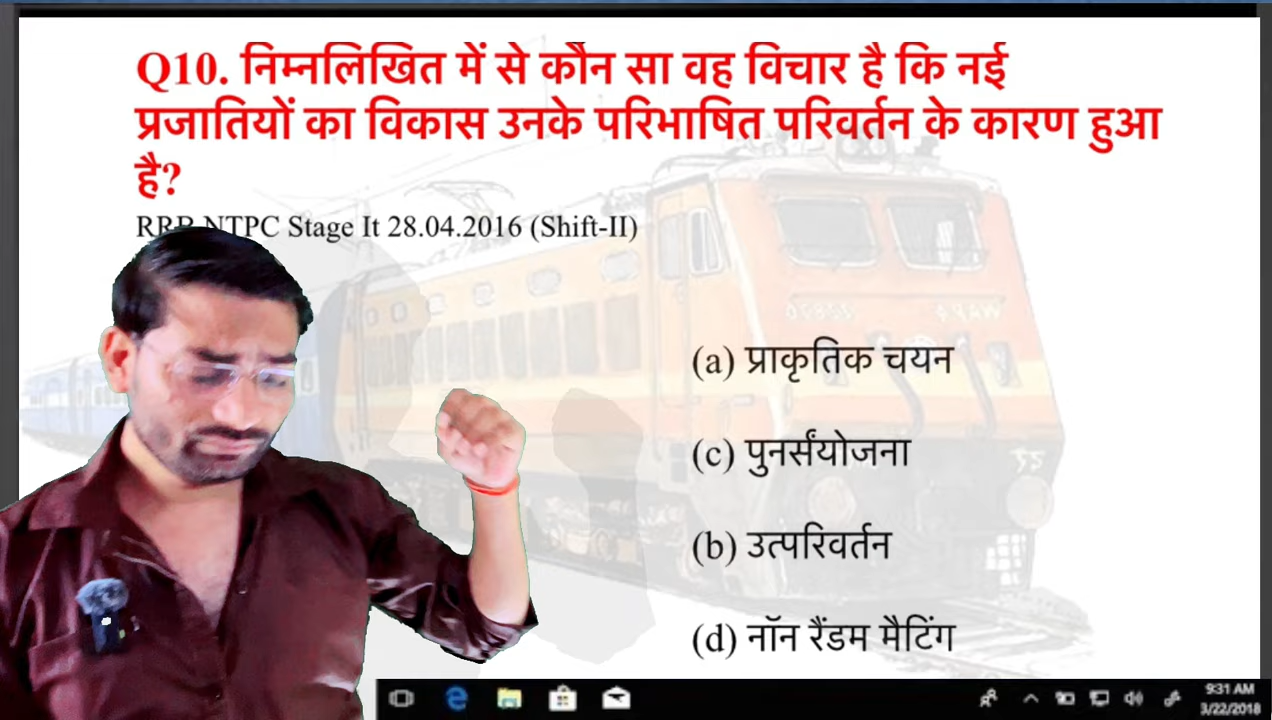 Q10. निम्नलिखित में से कौन सा वह विचार है कि नई
प्रजातियों का विकास उनके परिभाषित परिवर्तन के कारण हुआ
है?
RRB NTPC Stage It 28.04.2016 (Shift-II)
(a) प्राकृतिक चयन
(c) पुनर्संयोजना
(b) उत्परिवर्तन
(d) नॉन रैंडम मैटिंग
9:31 AM
3/22/2018